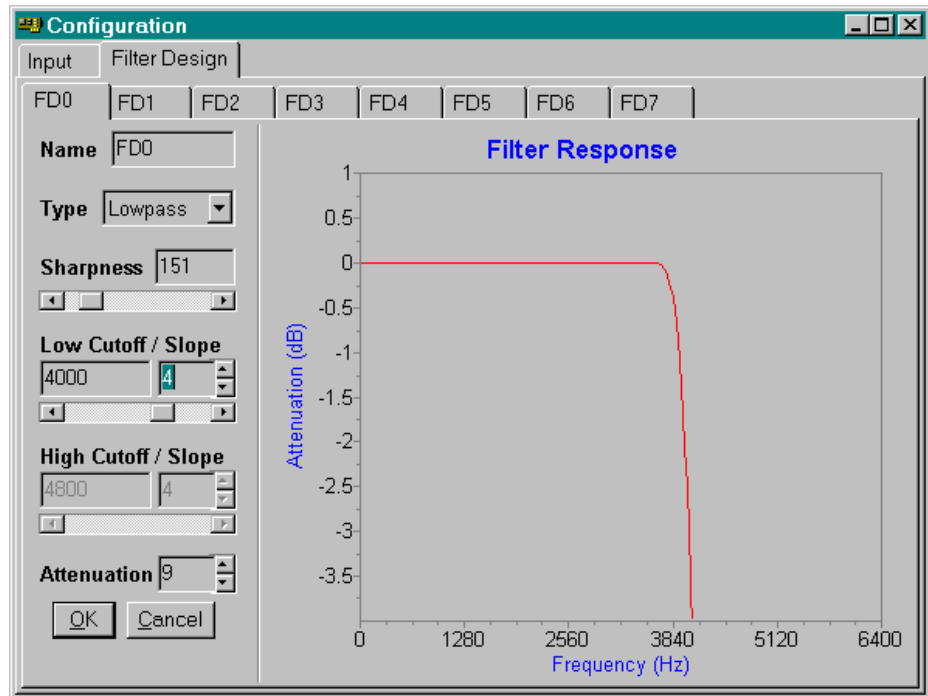 Configuration
Input Filter Design
FD0 FD1 FD2 FD3 FD4 FD5 FD6 FD7
Name FD0
Type Lowpass
Sharpness 151
Low Cutoff / Slope
4000 4
High Cutoff / Slope
4800 4
Attenuation 9
OK Cancel
Filter Response
1
0.5
0
-0.5
-1
-1.5
-2
-2.5
-3
-3.5
Attenuation (dB)
0 1280 2560 3840 5120 6400
Frequency (Hz)